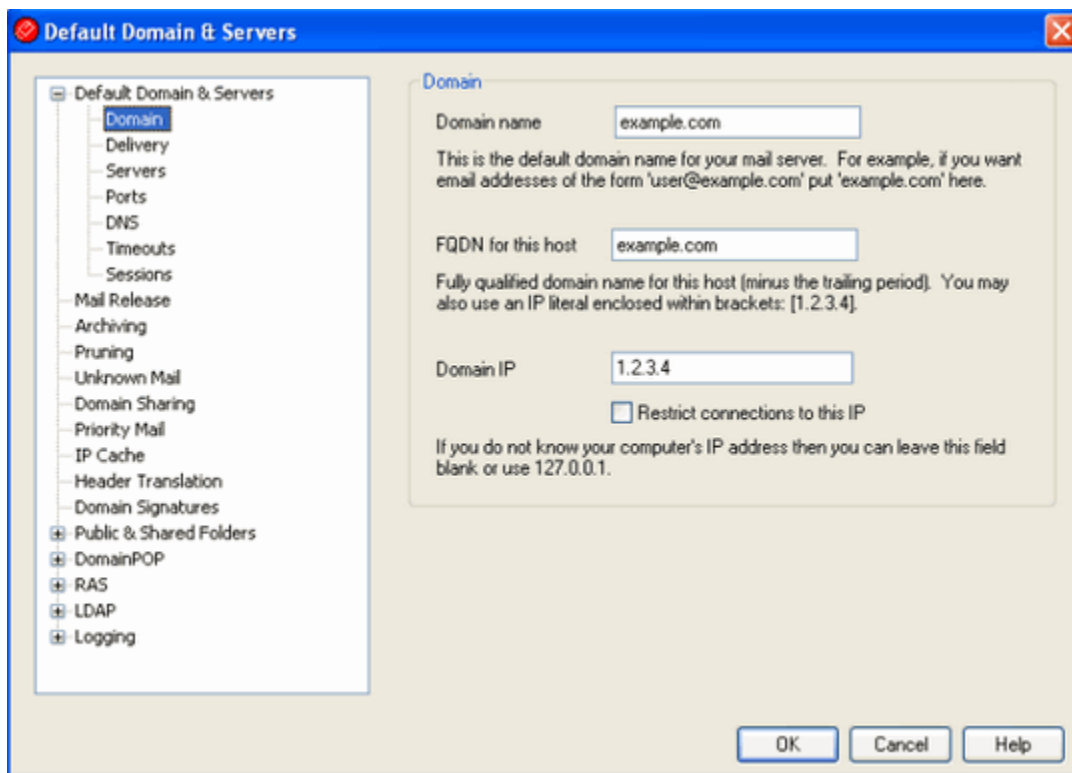 Default Domain & Servers
Default Domain & Servers
Domain
Delivery
Servers
Ports
DNS
Timeouts
Sessions
Mail Release
Archiving
Pruning
Unknown Mail
Domain Sharing
Priority Mail
IP Cache
Header Translation
Domain Signatures
Public & Shared Folders
DomainPOP
RAS
LDAP
Logging
Domain
Domain name example.com
This is the default domain name for your mail server. For example, if you want
email addresses of the form 'user@example.com' put 'example.com' here.
FQDN for this host example.com
Fully qualified domain name for this host (minus the trailing period). You may
also use an IP literal enclosed within brackets: [1.2.3.4].
Domain IP 1.2.3.4
Restrict connections to this IP
If you do not know your computer's IP address then you can leave this field
blank or use 127.0.0.1.
OK Cancel Help